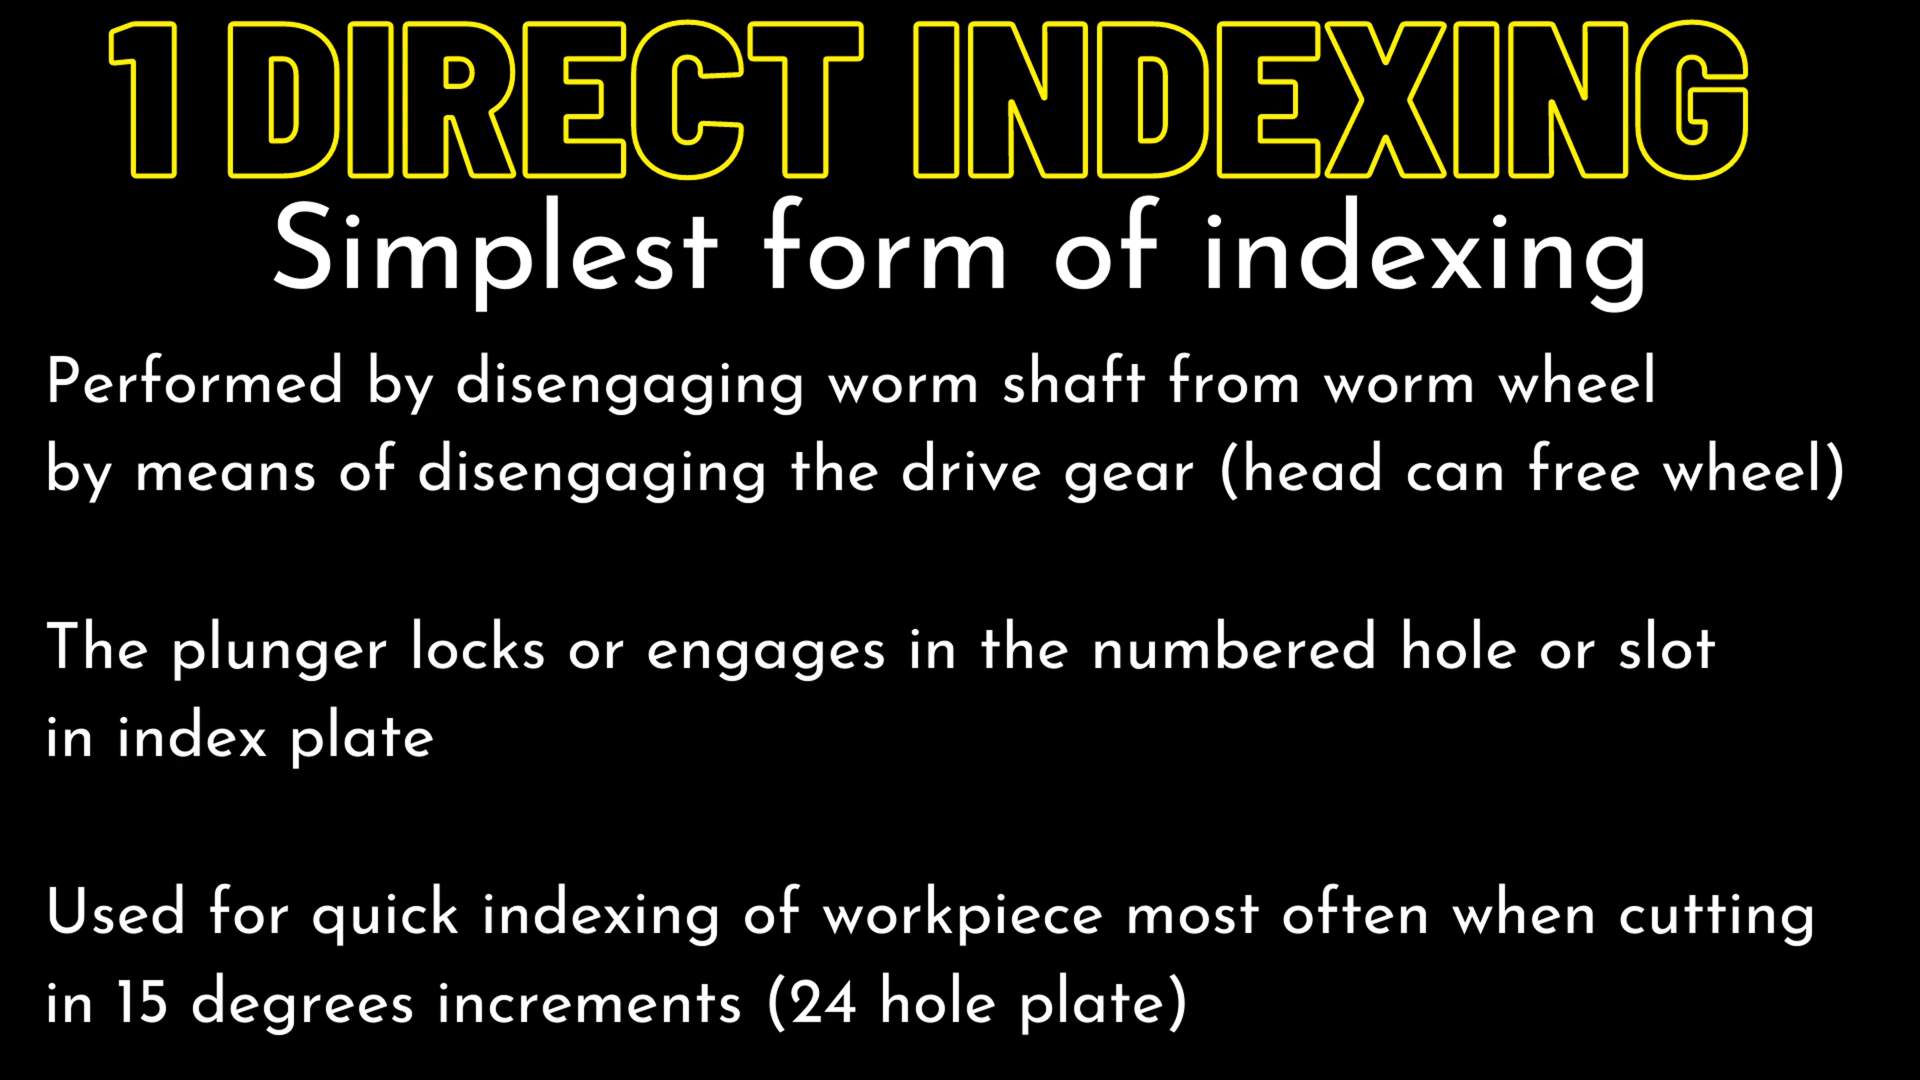 1 DIRECT INDEXING
Simplest form of indexing
Performed by disengaging worm shaft from worm wheel
by means of disengaging the drive gear (head can free wheel)
The plunger locks or engages in the numbered hole or slot
in index plate
Used for quick indexing of workpiece most often when cutting
in 15 degrees increments (24 hole plate)